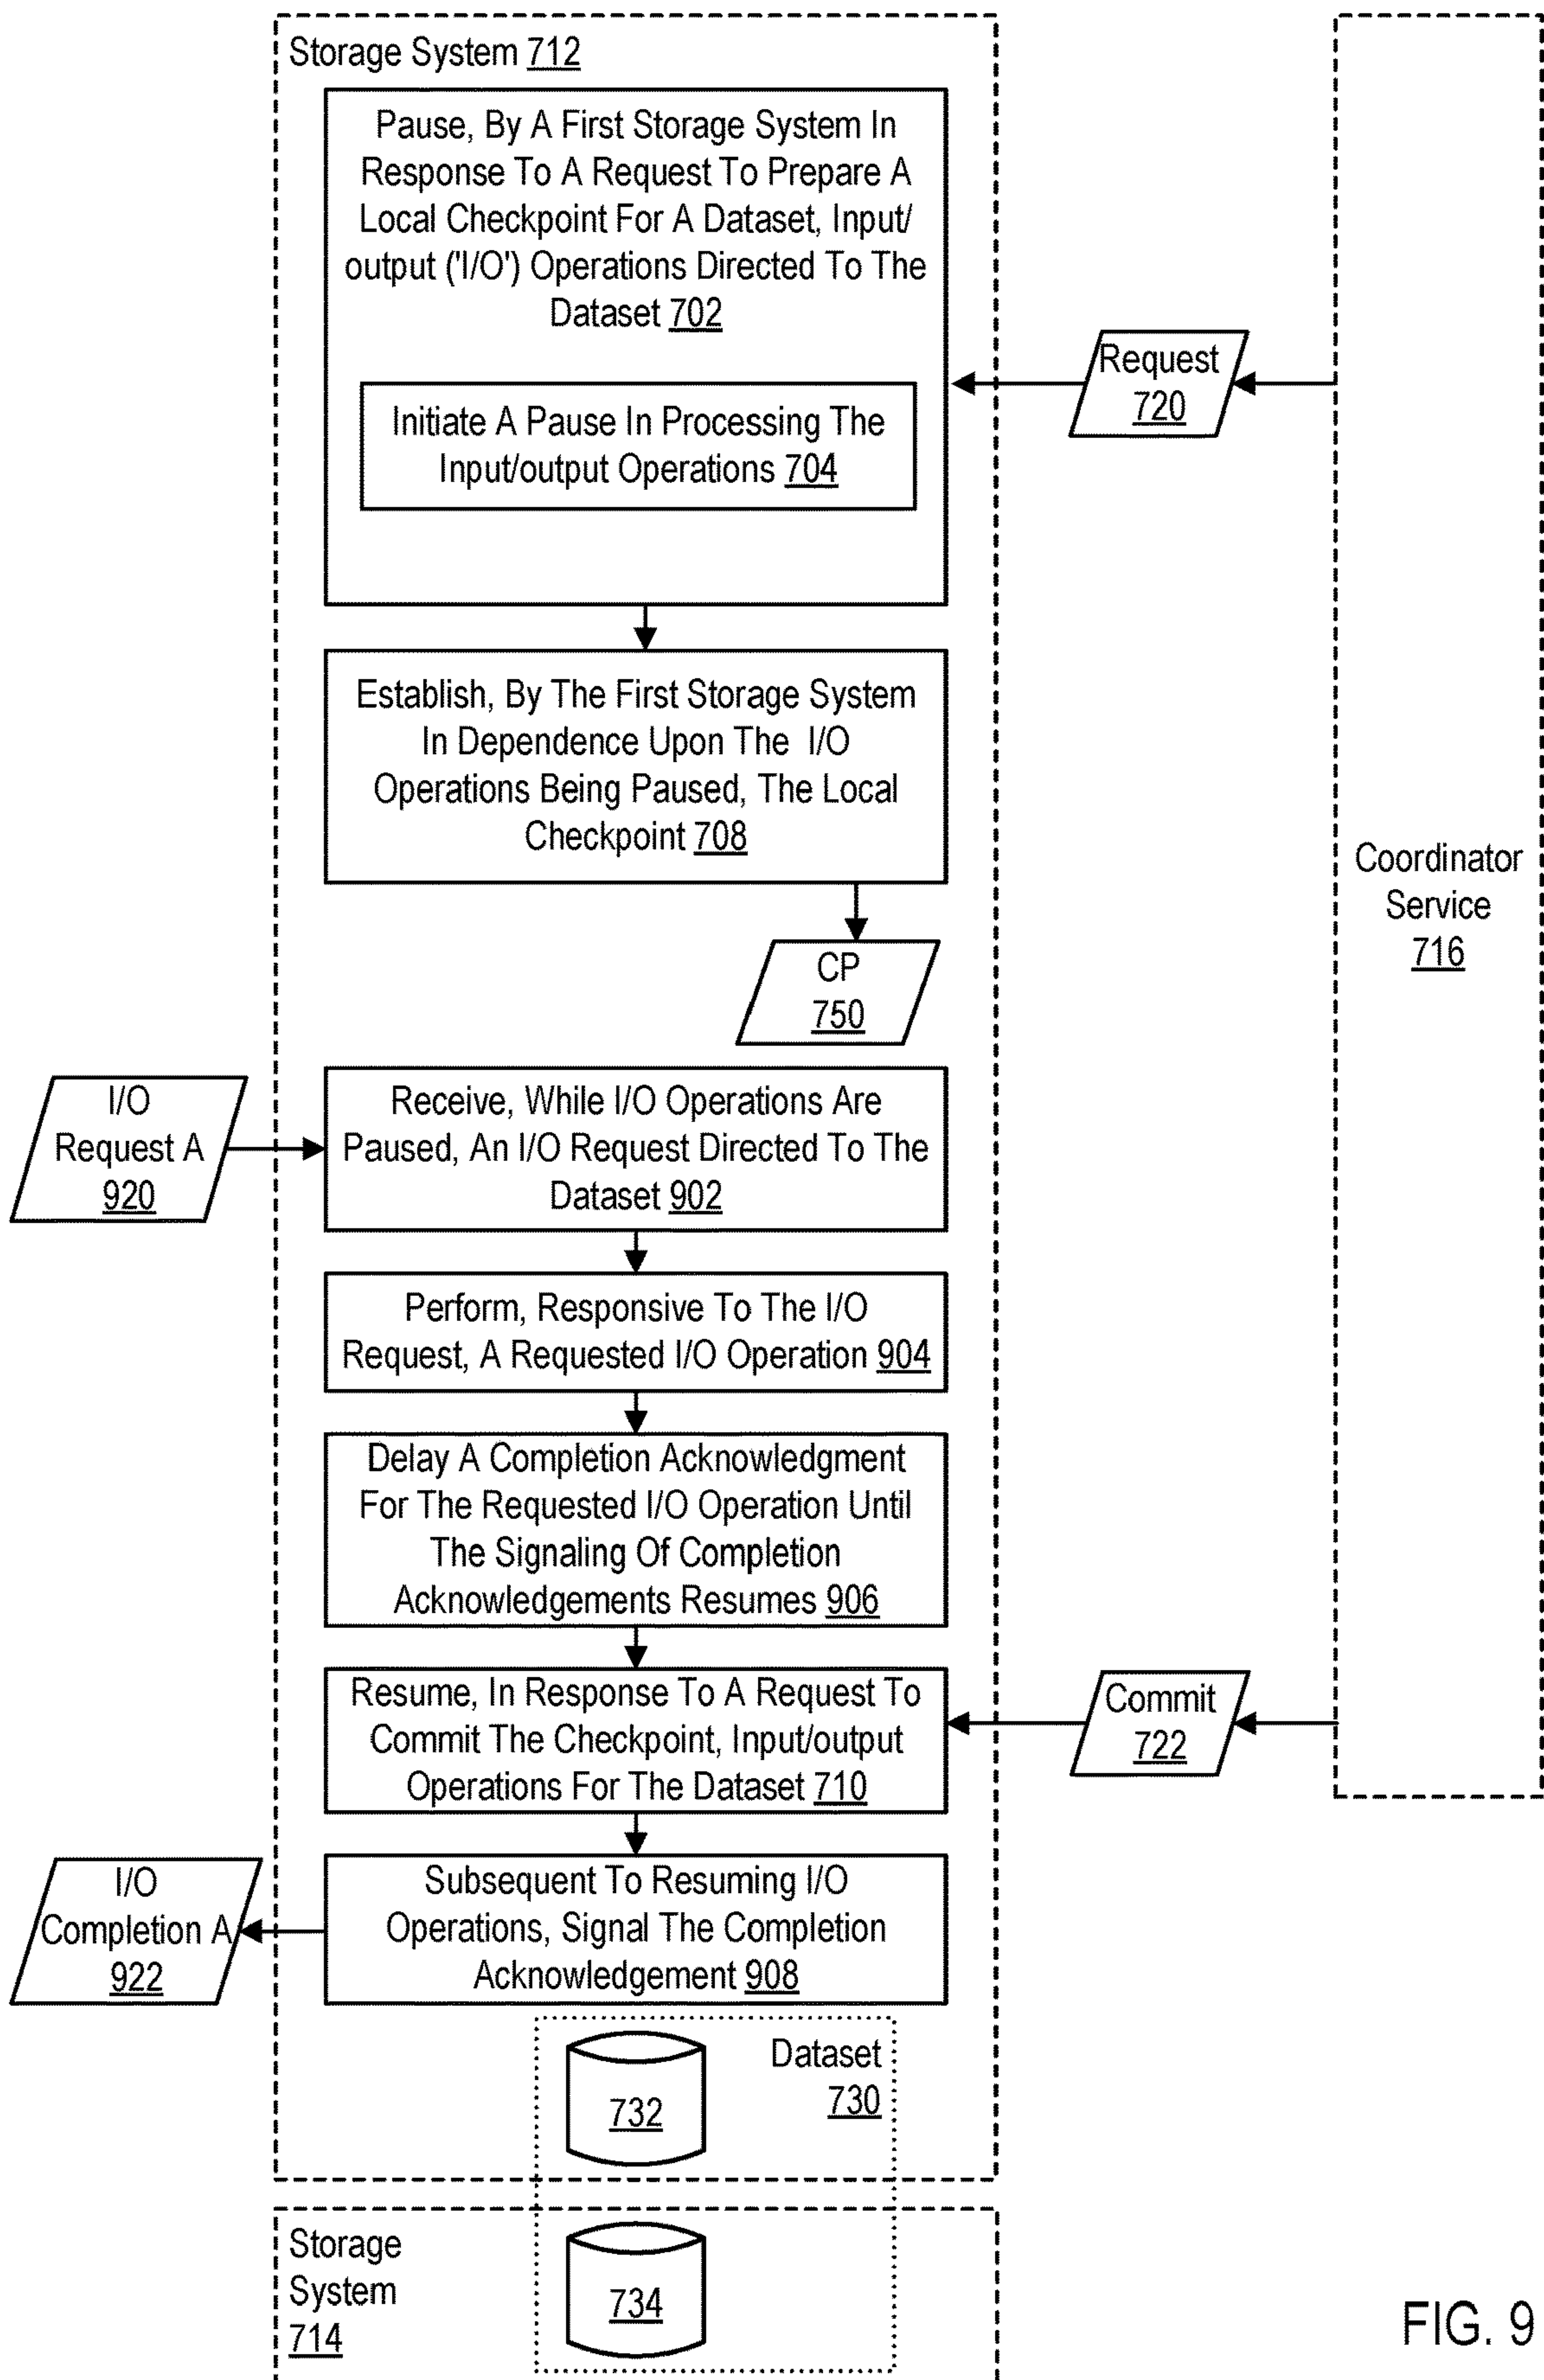 Storage System 712
Pause, By A First Storage System In
Response To A Request To Prepare A
Local Checkpoint For A Dataset, Input/
output ('I/O') Operations Directed To The
Dataset 702
Initiate A Pause In Processing The
Input/output Operations 704
Request
720
Establish, By The First Storage System
In Dependence Upon The I/O
Operations Being Paused, The Local
Checkpoint 708
Coordinator
Service
716
CP
750
I/O
Request A
920
Receive, While I/O Operations Are
Paused, An I/O Request Directed To The
Dataset 902
Perform, Responsive To The I/O
Request, A Requested I/O Operation 904
Delay A Completion Acknowledgment
For The Requested I/O Operation Until
The Signaling Of Completion
Acknowledgements Resumes 906
Resume, In Response To A Request To
Commit The Checkpoint, Input/output
Operations For The Dataset 710
Commit
722
I/O
Completion A
922
Subsequent To Resuming I/O
Operations, Signal The Completion
Acknowledgement 908
Dataset
730
732
Storage
System
714
734
FIG. 9